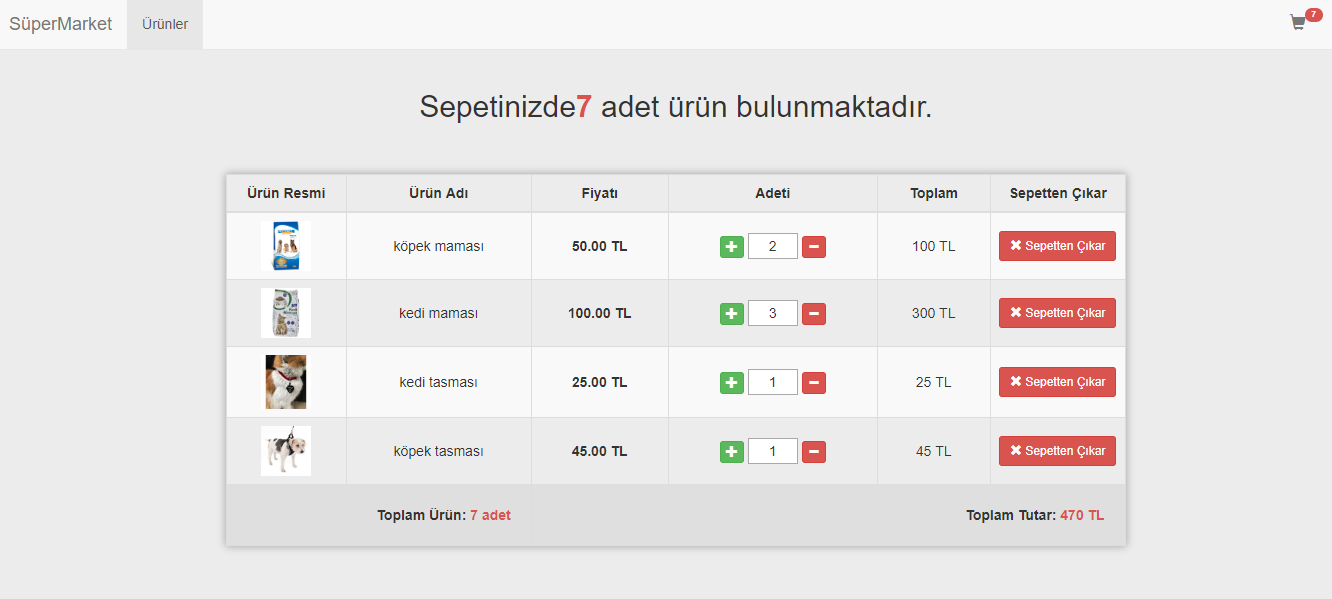 SüperMarket Ürünler 7
Sepetinizde7 adet ürün bulunmaktadır.
Ürün Resmi Ürün Adı Fiyatı Adeti Toplam Sepetten Çıkar
köpek maması 50.00 TL 2 100 TL Sepetten Çıkar
kedi maması 100.00 TL 3 300 TL Sepetten Çıkar
kedi tasması 25.00 TL 1 25 TL Sepetten Çıkar
köpek tasması 45.00 TL 1 45 TL Sepetten Çıkar
Toplam Ürün: 7 adet Toplam Tutar: 470 TL